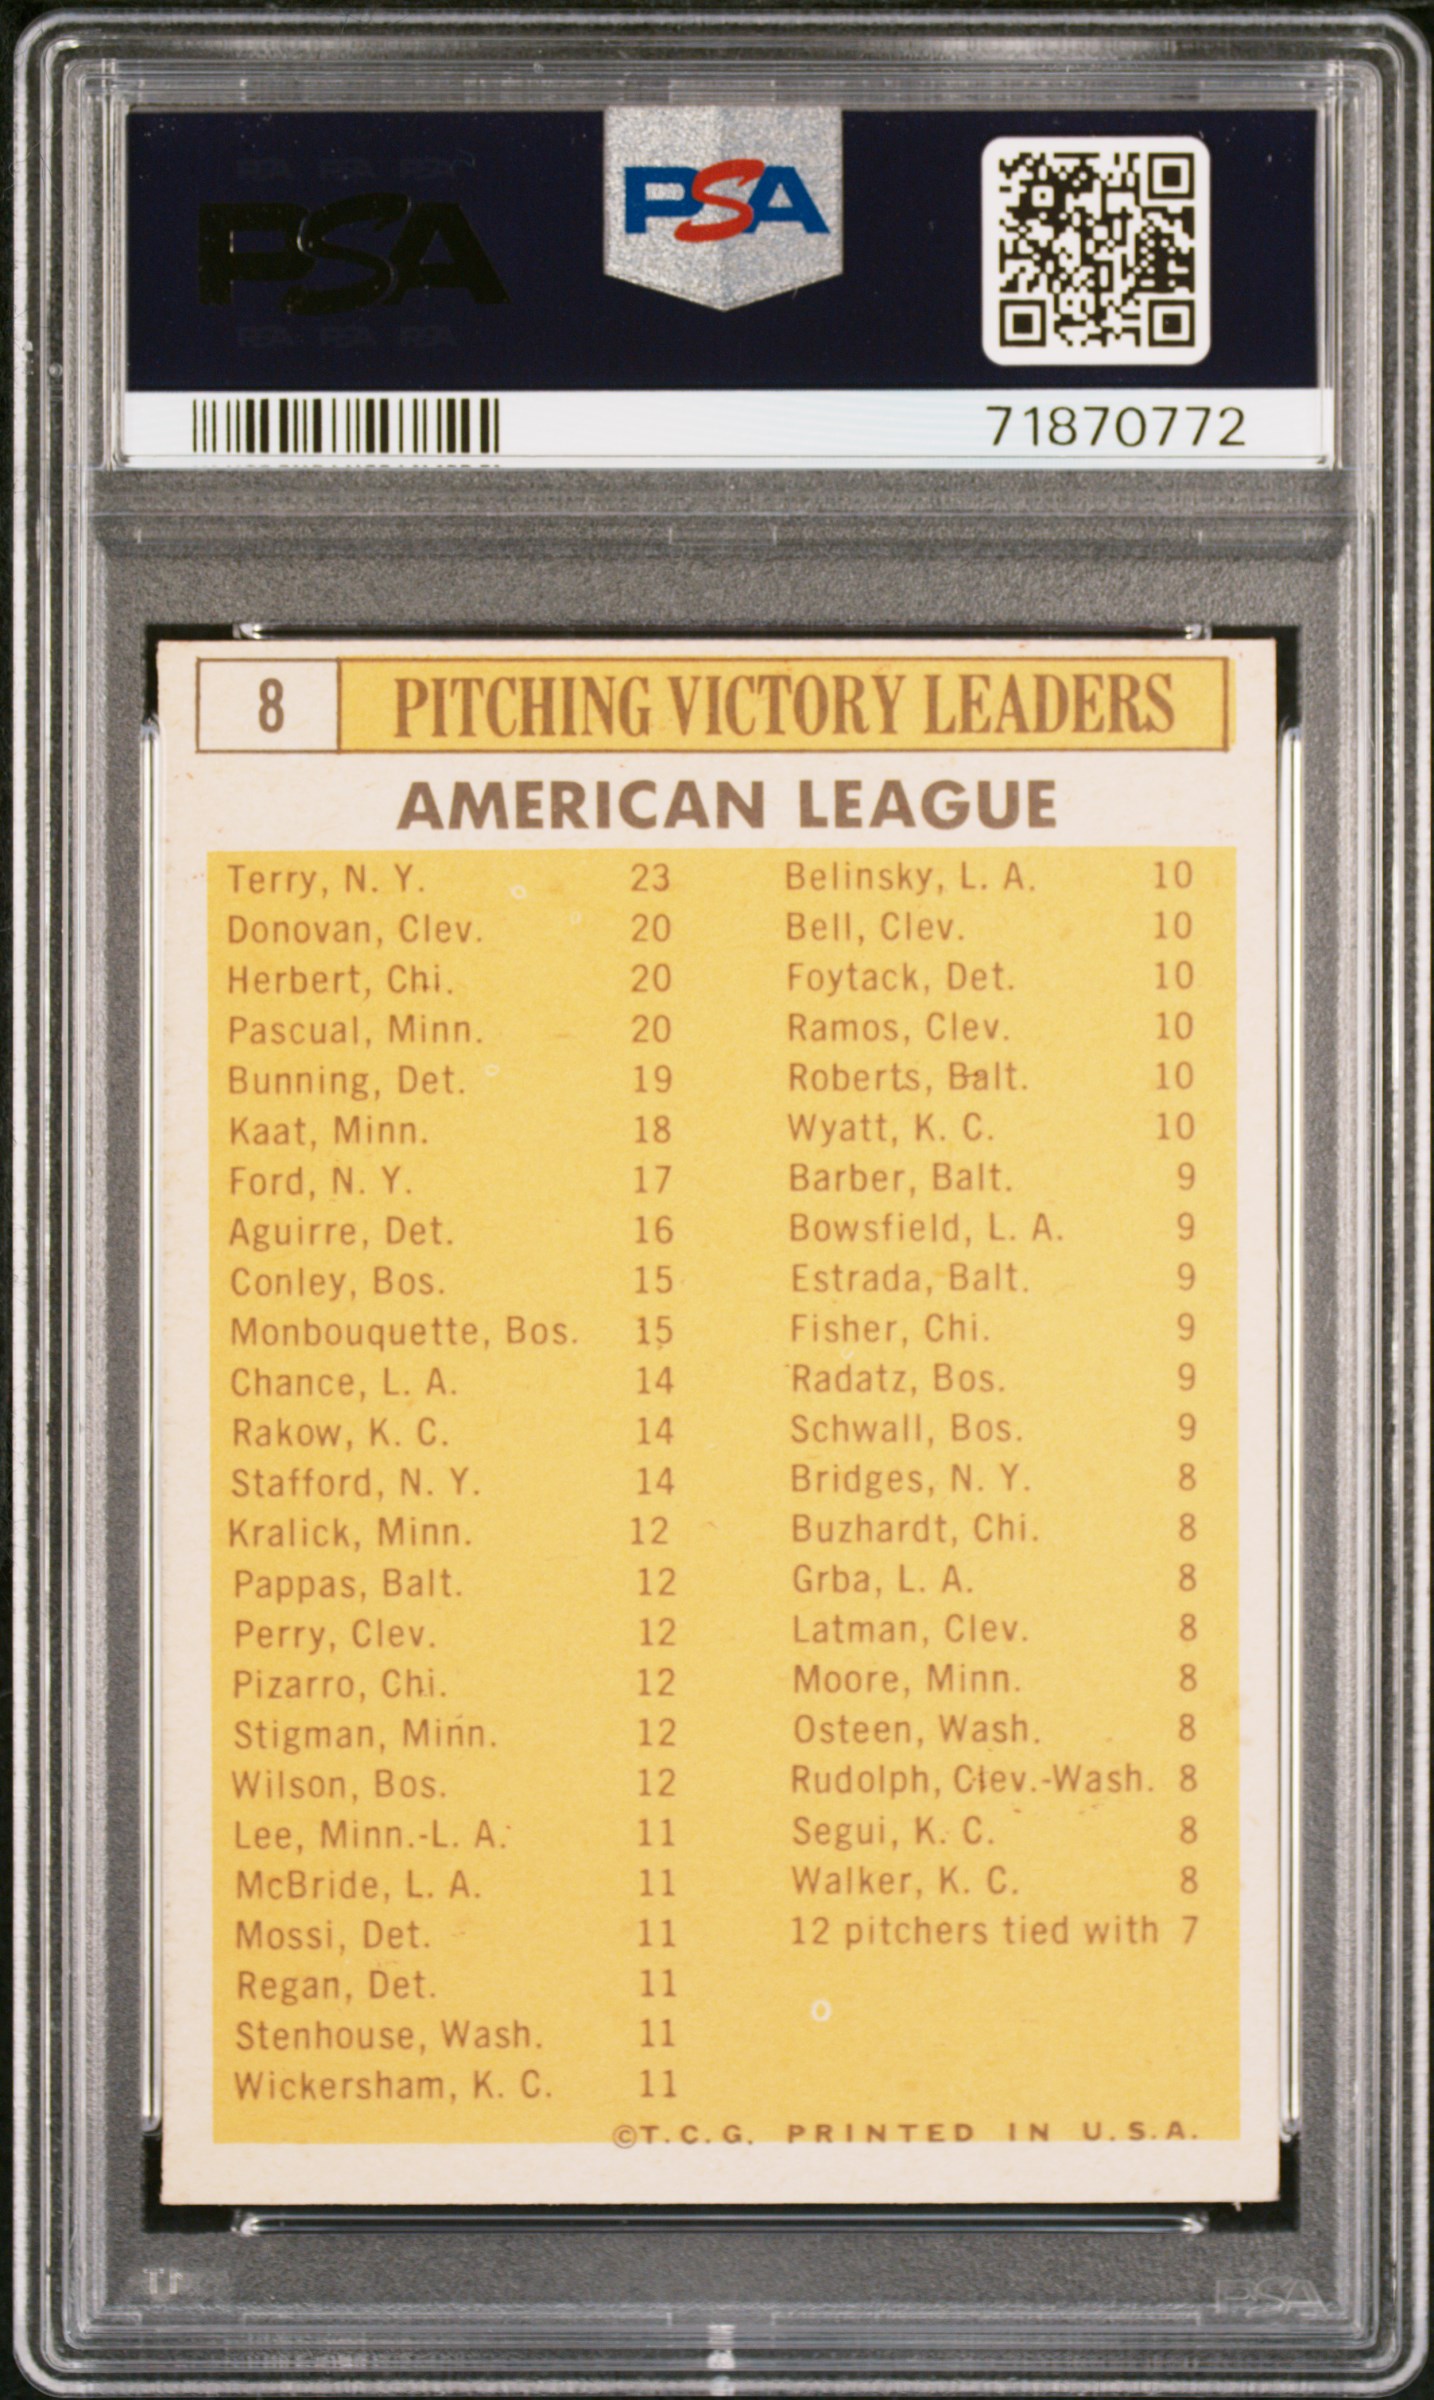 PSA PSA PSA
PSA
PSA PSA PSA
PSA
71870772
8 PITCHING VICTORY LEADERS
AMERICAN LEAGUE
Terry, N. Y. 23
Donovan, Clev. 20
Herbert, Chi. 20
Pascual, Minn. 20
Bunning, Det. 19
Kaat, Minn. 18
Ford, N. Y. 17
Aguirre, Det. 16
Conley, Bos. 15
Monbouquette, Bos. 15
Chance, L. A. 14
Rakow, K. C. 14
Stafford, N. Y. 14
Kralick, Minn. 12
Pappas, Balt. 12
Perry, Clev. 12
Pizarro, Chi. 12
Stigman, Minn. 12
Wilson, Bos. 12
Lee, Minn.-L. A. 11
McBride, L. A. 11
Mossi, Det. 11
Regan, Det. 11
Stenhouse, Wash. 11
Wickersham, K. C. 11
Belinsky, L. A. 10
Bell, Clev. 10
Foytack, Det. 10
Ramos, Clev. 10
Roberts, Balt. 10
Wyatt, K. C. 10
Barber, Balt. 9
Bowsfield, L. A. 9
Estrada, Balt. 9
Fisher, Chi. 9
Radatz, Bos. 9
Schwall, Bos. 9
Bridges, N. Y. 8
Buzhardt, Chi. 8
Grba, L. A. 8
Latman, Clev. 8
Moore, Minn. 8
Osteen, Wash. 8
Rudolph, Clev.-Wash. 8
Segui, K. C. 8
Walker, K. C. 8
12 pitchers tied with 7
©T.C.G. PRINTED IN U.S.A.
PSA